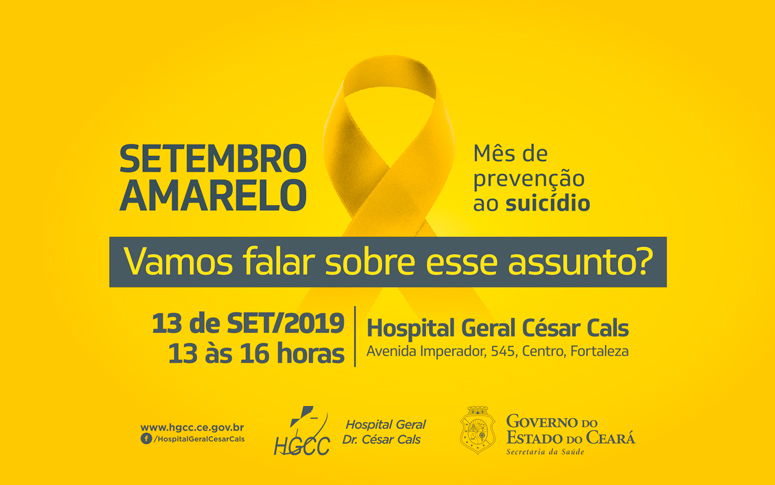 SETEMBRO
AMARELO
Mês de
prevenção
ao suicídio
Vamos falar sobre esse assunto?
13 de SET/2019
13 às 16 horas
Hospital Geral César Cals
Avenida Imperador, 545, Centro, Fortaleza
www.hgcc.ce.gov.br
/HospitalGeralCesarCals
HGCC
Hospital Geral
Dr. César Cals
GOVERNO DO
ESTADO DO CEARÁ
Secretaria da Saúde